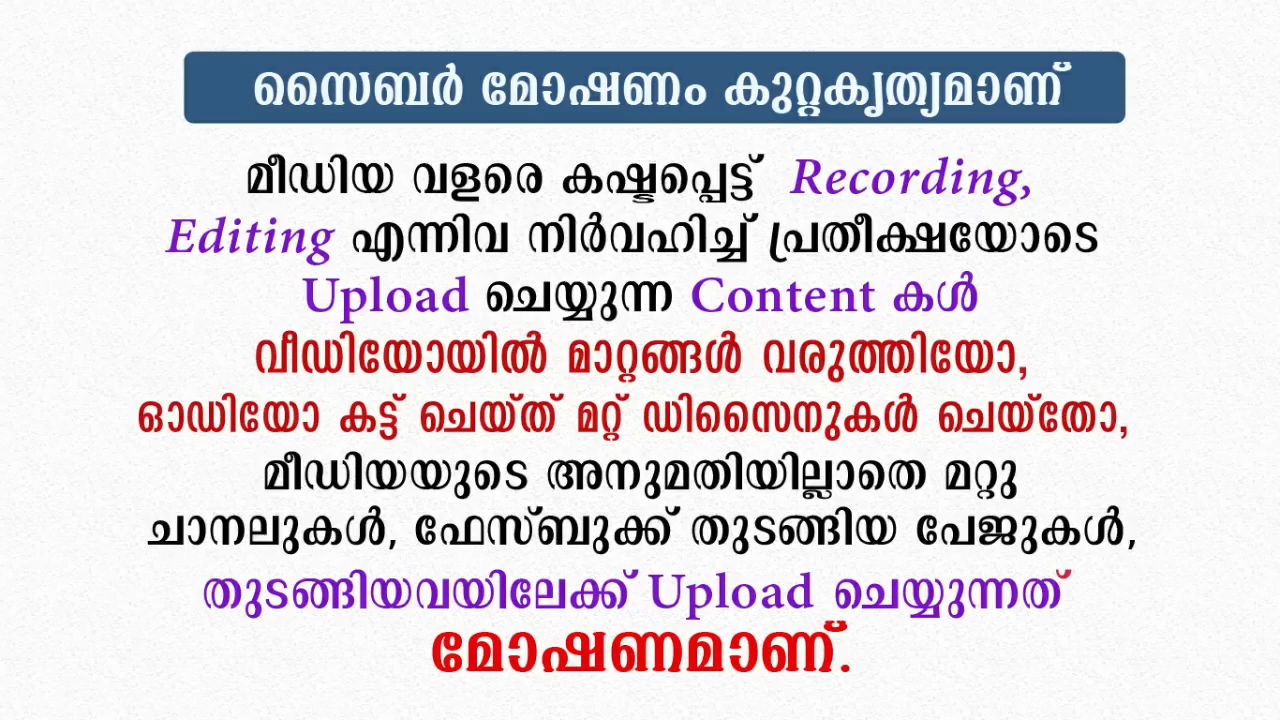 സൈബർ മോഷണം കുറ്റകൃത്യമാണ്
മീഡിയ വളരെ കഷ്ടപ്പെട്ട് Recording,
Editing എന്നിവ നിർവഹിച്ച് പ്രതീക്ഷയോടെ
Upload ചെയ്യുന്ന Content കൾ
വീഡിയോയിൽ മാറ്റങ്ങൾ വരുത്തിയോ,
ഓഡിയോ കട്ട് ചെയ്ത് മറ്റ് ഡിസൈനുകൾ ചെയ്തോ,
മീഡിയയുടെ അനുമതിയില്ലാതെ മറ്റു
ചാനലുകൾ, ഫേസ്ബുക്ക് തുടങ്ങിയ പേജുകൾ,
തുടങ്ങിയവയിലേക്ക് Upload ചെയ്യുന്നത്
മോഷണമാണ്.